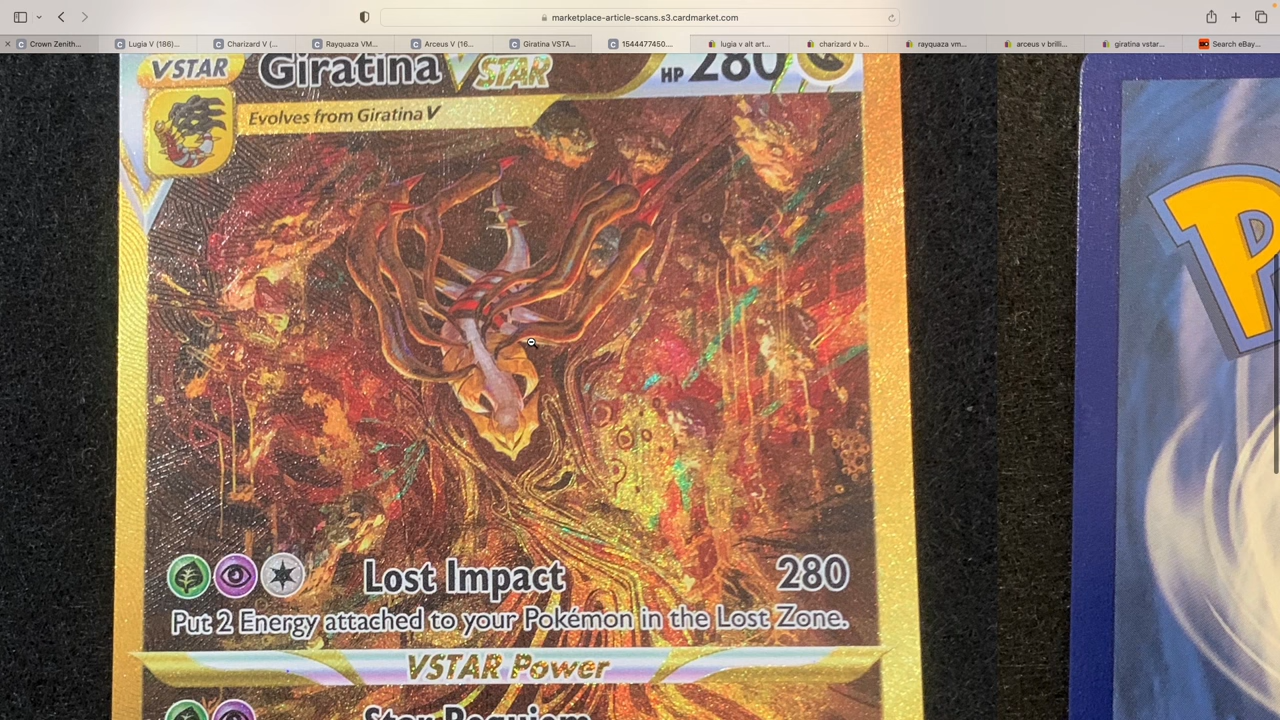 marketplace-article-scans.s3.cardmarket.com
Crown Zenith...
Lugia V (186)...
Charizard V (...
Rayquaza VM...
Arceus V (16...
Giratina VSTA...
1544477450....
lugia v alt art...
charizard v b...
rayquaza vm...
arceus v brilli...
giratina vstar...
Search eBay...
VSTAR Giratina VSTAR HP 280
Evolves from Giratina V
Lost Impact 280
Put 2 Energy attached to your Pokémon in the Lost Zone.
VSTAR Power
Star Requiem